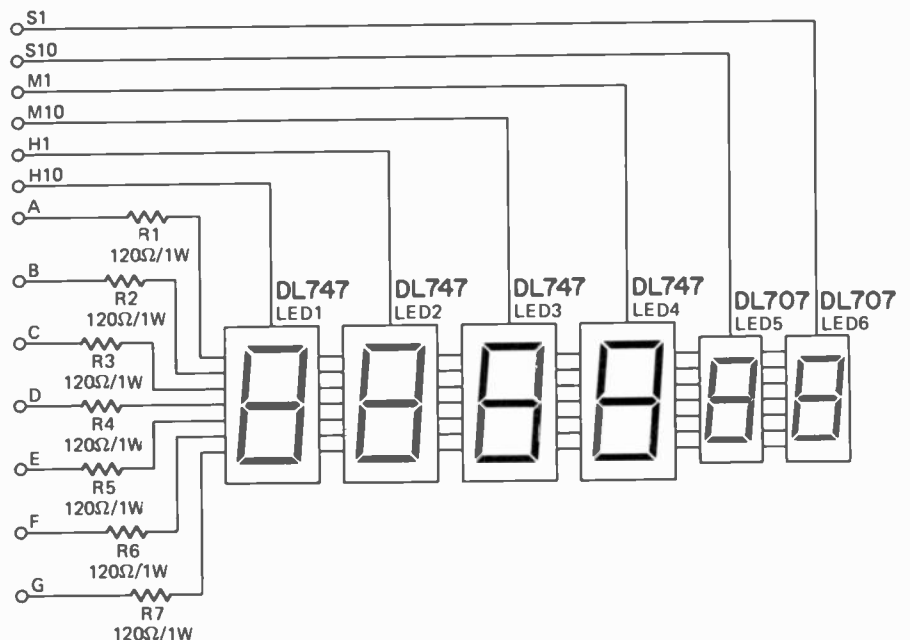 S1
S10
M1
M10
H1
H10
A
R1
120Ω/1W
B
R2
120Ω/1W
C
R3
120Ω/1W
D
R4
120Ω/1W
E
R5
120Ω/1W
F
R6
120Ω/1W
G
R7
120Ω/1W
DL747
LED1
DL747
LED2
DL747
LED3
DL747
LED4
DL707
LED5
DL707
LED6